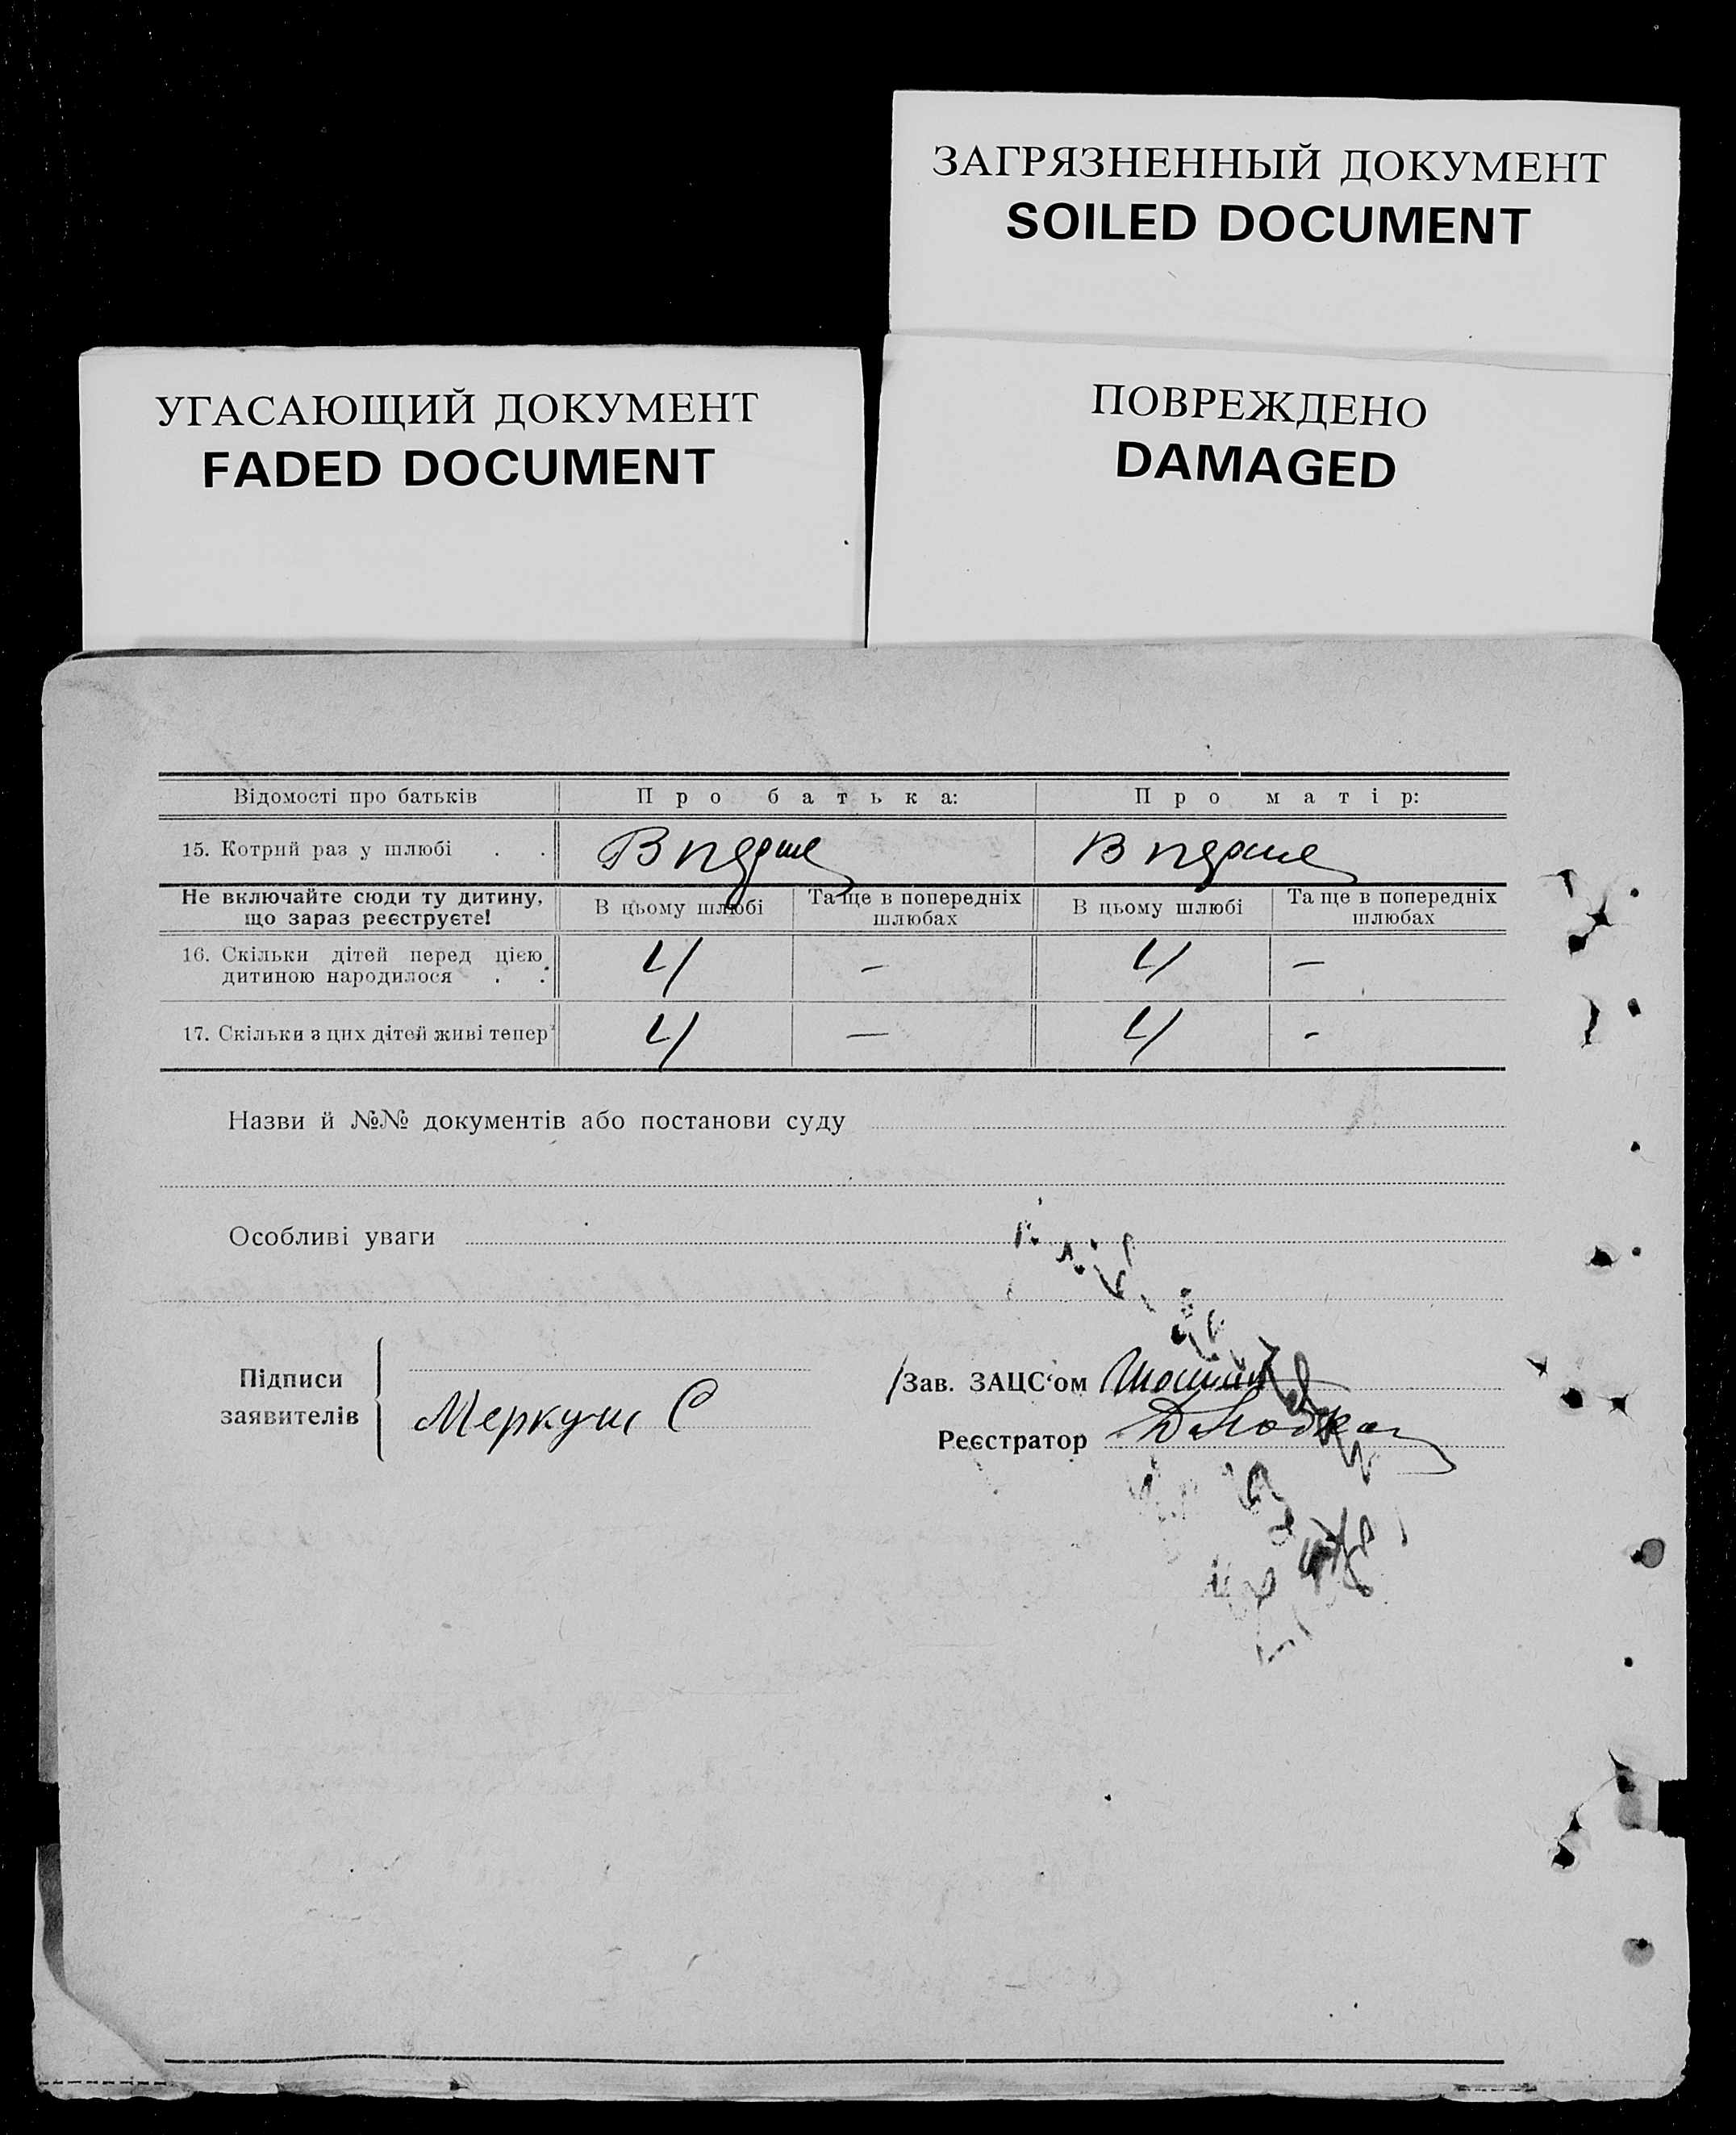 ЗАГРЯЗНЕННЫЙ ДОКУМЕНТ
SOILED DOCUMENT
УГАСАЮЩИЙ ДОКУМЕНТ
FADED DOCUMENT
ПОВРЕЖДЕНО
DAMAGED
Відомості про батьків Про батька: Про матір:
15. Котрий раз у шлюбі . . Вперше Вперше
Не включайте сюди ту дитину, що зараз реєструєте! В цьому шлюбі Та ще в попередніх шлюбах В цьому шлюбі Та ще в попередніх шлюбах
16. Скільки дітей перед цією дитиною народилося . . 4 — 4 —
17. Скільки з цих дітей живі тепер 4 — 4 -
Назви й №№ документів або постанови суду
Особливі уваги
Підписи заявителів
Меркуш С
/Зав. ЗАЦС'ом
Реєстратор